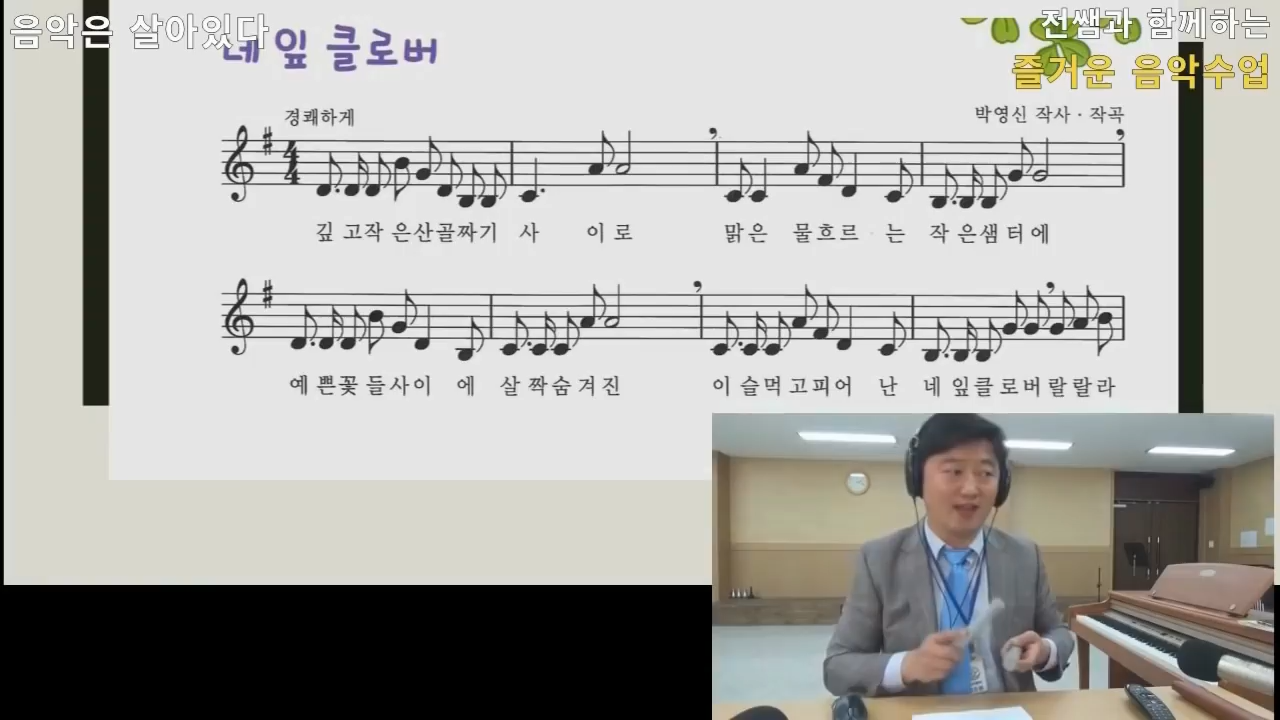 음악은 살아있다
전쌤과 함께하는
즐거운 음악수업
네 잎 클로버
경쾌하게
박영신 작사 · 작곡
4
4
깊 고작 은산골짜기 사 이 로 맑은 물흐르 는 작 은샘 터 에
예 쁜꽃 들사이 에 살 짝숨 겨 진 이 슬먹 고피어 난 네 잎클 로버 랄랄라